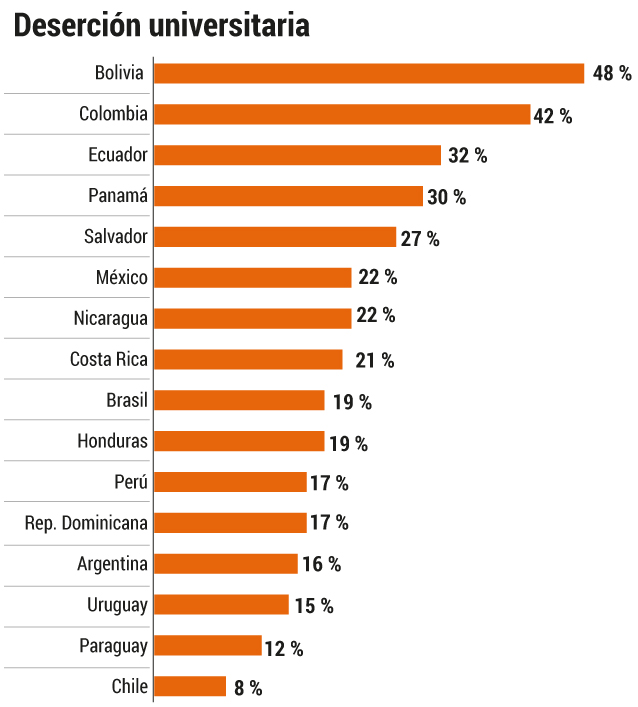 Deserción universitaria
Bolivia 48 %
Colombia 42 %
Ecuador 32 %
Panamá 30 %
Salvador 27 %
México 22 %
Nicaragua 22 %
Costa Rica 21 %
Brasil 19 %
Honduras 19 %
Perú 17 %
Rep. Dominicana 17 %
Argentina 16 %
Uruguay 15 %
Paraguay 12 %
Chile 8 %